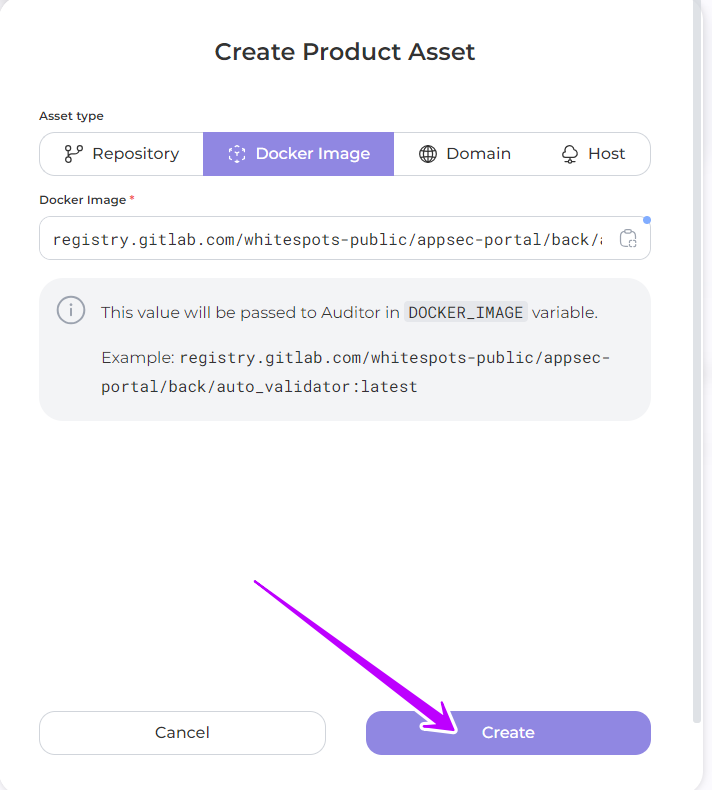 Create Product Asset
Asset type
Repository Docker Image Domain Host
Docker Image *
registry.gitlab.com/whitespots-public/appsec-portal/back/
This value will be passed to Auditor in DOCKER_IMAGE variable.
Example: registry.gitlab.com/whitespots-public/appsec-
portal/back/auto_validator:latest
Cancel Create